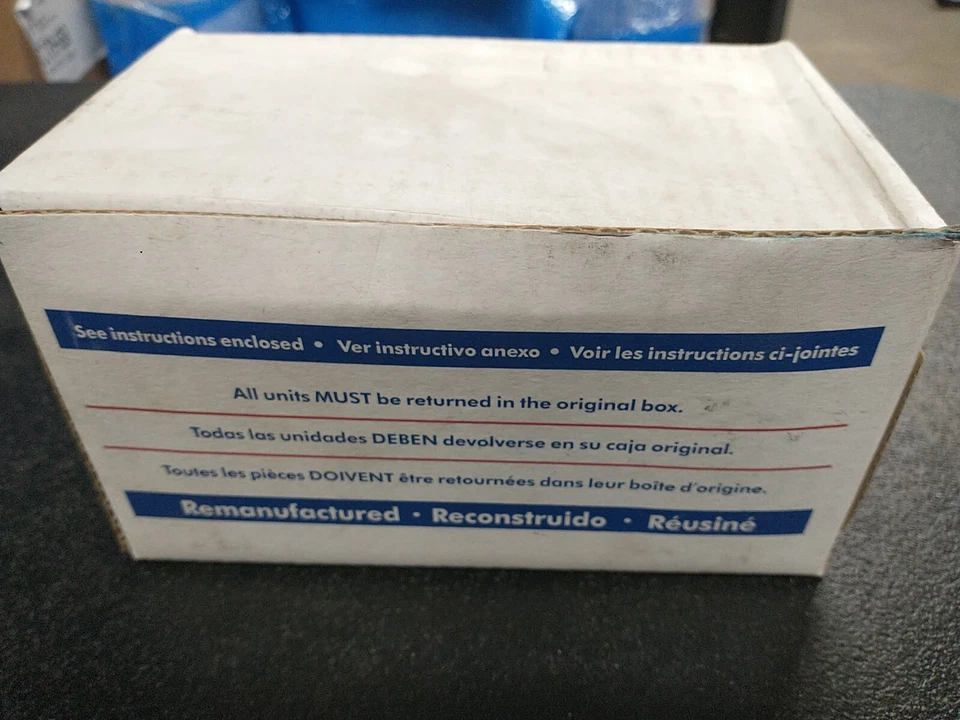 See instructions enclosed • Ver instructivo anexo • Voir les instructions ci-jointes
All units MUST be returned in the original box.
Todas las unidades DEBEN devolverse en su caja original.
Toutes les pièces DOIVENT être retournées dans leur boîte d'origine.
Remanufactured • Reconstruido • Réusiné